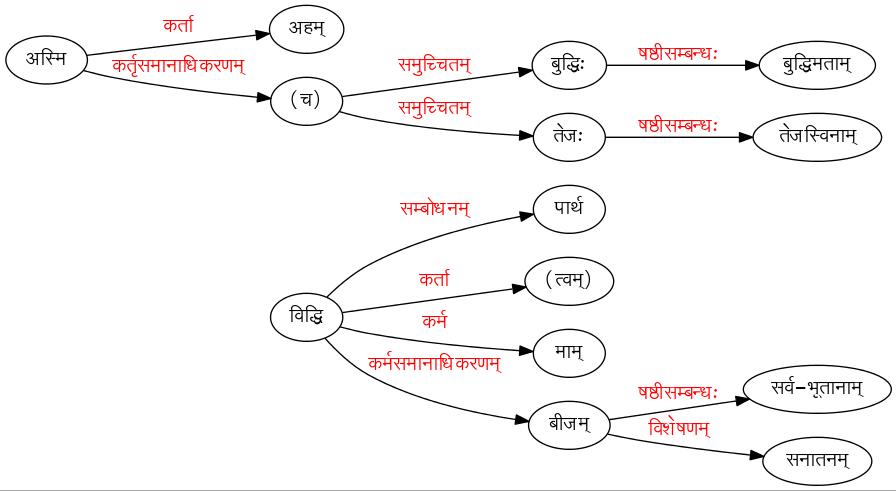 कर्ता
अहम्
अस्मि
कर्तृसमानाधिकरणम्
(च)
समुच्चितम्
बुद्धिः
षष्ठीसम्बन्धः
बुद्धिमताम्
समुच्चितम्
तेजः
षष्ठीसम्बन्धः
तेजस्विनाम्
सम्बोधनम्
पार्थ
कर्ता
(त्वम्)
विद्धि
कर्म
माम्
कर्मसमानाधिकरणम्
बीजम्
षष्ठीसम्बन्धः
सर्व-भूतानाम्
विशेषणम्
सनातनम्